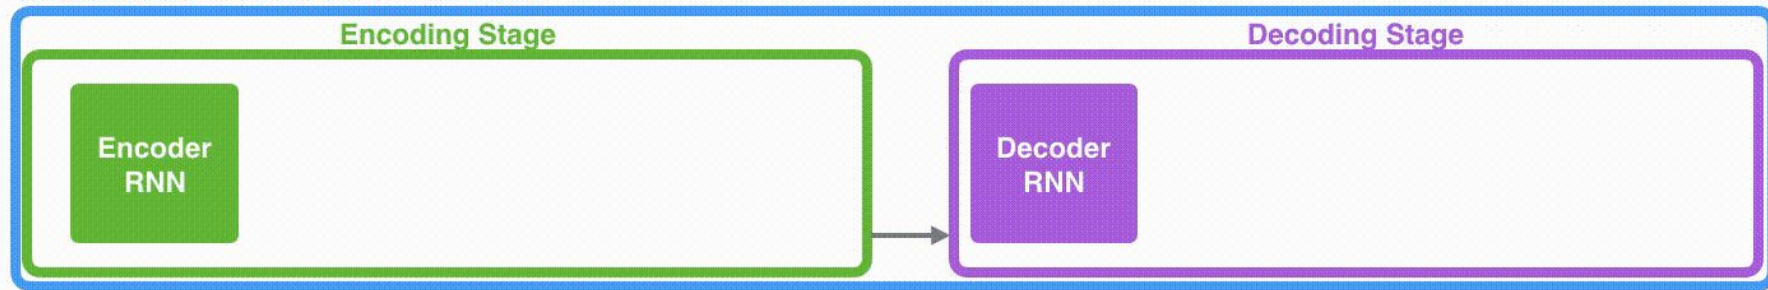 Encoding Stage
Decoding Stage
Encoder
RNN
Decoder
RNN